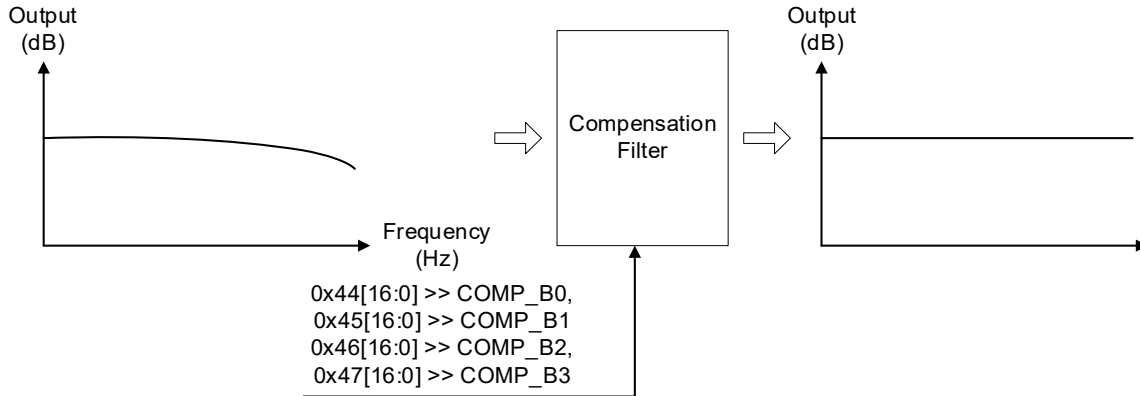 Output
(dB)
Frequency
(Hz)
0x44[16:0] >> COMP_B0,
0x45[16:0] >> COMP_B1
0x46[16:0] >> COMP_B2,
0x47[16:0] >> COMP_B3
Compensation
Filter
Output
(dB)